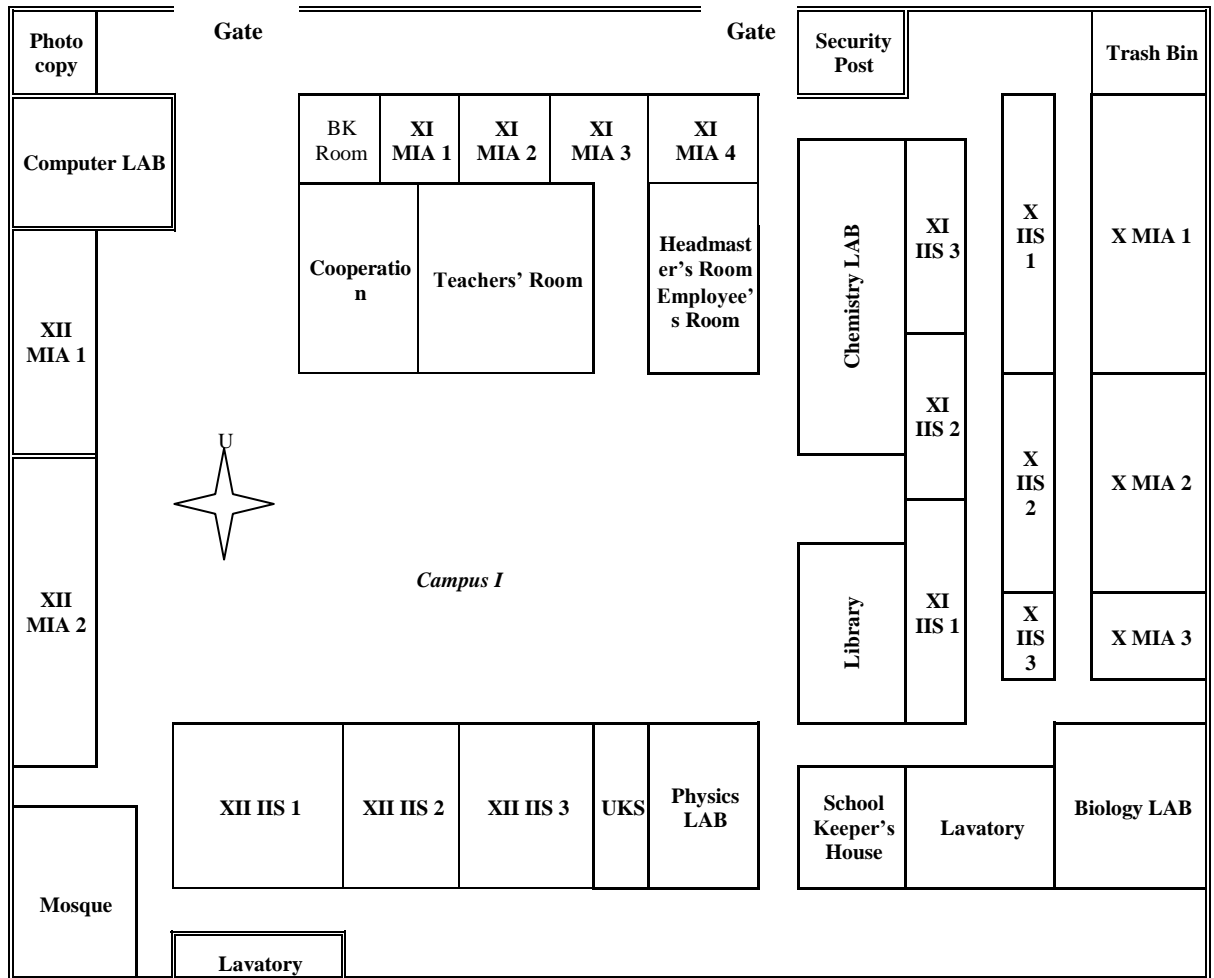 Photo
copy
Gate
Gate
Security
Post
Trash Bin
Computer LAB
BK
Room
XI
MIA 1
XI
MIA 2
XI
MIA 3
XI
MIA 4
Cooperatio
n
Teachers’ Room
Headmast
er’s Room
Employee’
s Room
Chemistry LAB
XI
IIS 3
X
IIS
1
X MIA 1
XII
MIA 1
XI
IIS 2
X
IIS
2
X MIA 2
U
Campus I
XII
MIA 2
Library
XI
IIS 1
X
IIS
3
X MIA 3
XII IIS 1
XII IIS 2
XII IIS 3
UKS
Physics
LAB
School
Keeper’s
House
Lavatory
Biology LAB
Mosque
Lavatory